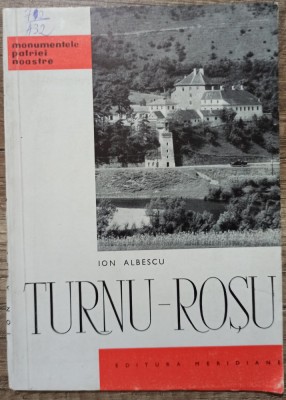 monumentele
patriei
noastre
ION ALBESCU
TURNU-ROȘU
EDITURA MERIDIANE